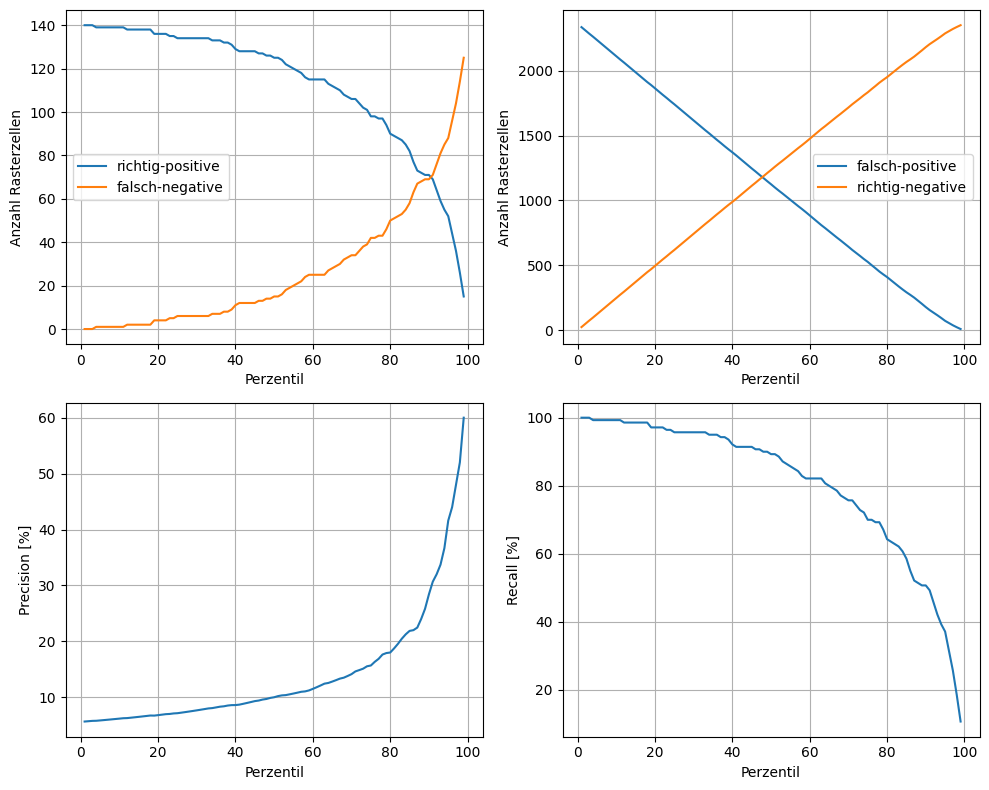 Anzahl Rasterzellen
140
120
100
80
60
40
20
0
richtig-positive
falsch-negative
0 20 40 60 80 100
Perzentil
Anzahl Rasterzellen
2000
1500
1000
500
0
falsch-positive
richtig-negative
0 20 40 60 80 100
Perzentil
Precision [%]
60
50
40
30
20
10
0 20 40 60 80 100
Perzentil
Recall [%]
100
80
60
40
20
0 20 40 60 80 100
Perzentil